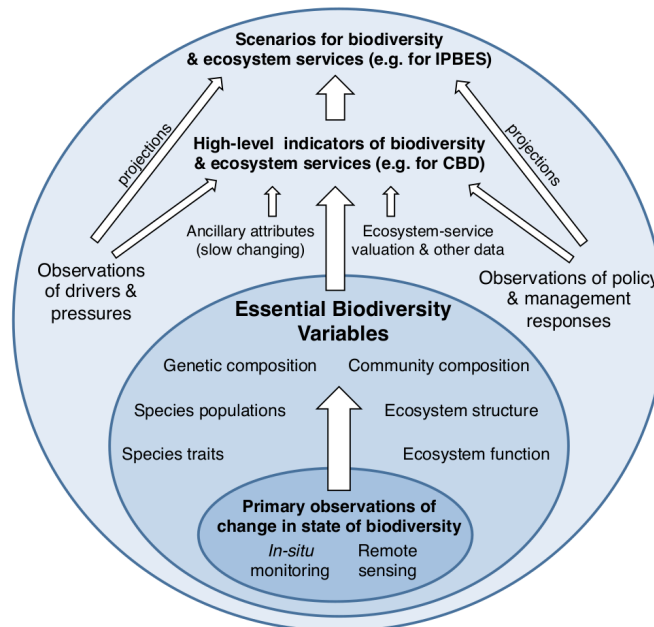 Scenarios for biodiversity
& ecosystem services (e.g. for IPBES)
projections
projections
High-level indicators of biodiversity
& ecosystem services (e.g. for CBD)
Ancillary attributes
(slow changing)
Ecosystem-service
valuation & other data
Observations
of drivers &
pressures
Observations of policy
& management
responses
Essential Biodiversity
Variables
Genetic composition
Community composition
Species populations
Ecosystem structure
Species traits
Ecosystem function
Primary observations of
change in state of biodiversity
In-situ
monitoring
Remote
sensing